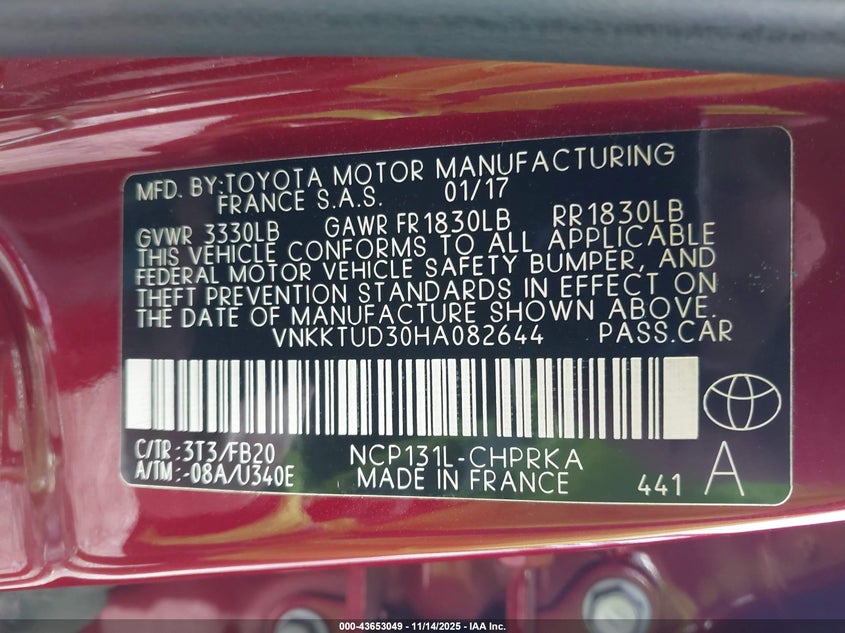 MFD. BY:TOYOTA MOTOR MANUFACTURING
FRANCE S.A.S. 01/17
GVWR 3330LB GAWR FR1830LB RR1830LB
THIS VEHICLE CONFORMS TO ALL APPLICABLE
FEDERAL MOTOR VEHICLE SAFETY BUMPER, AND
THEFT PREVENTION STANDARDS IN EFFECT ON
THE DATE OF MANUFACTURE SHOWN ABOVE.
VNKKTUD30HA082644 PASS.CAR
C/TR: 3T3/FB20 NCP131L-CHPRKA
A/TM: -08A/U340E MADE IN FRANCE 441 A
000-43653049 - 11/14/2025 - IAA Inc.